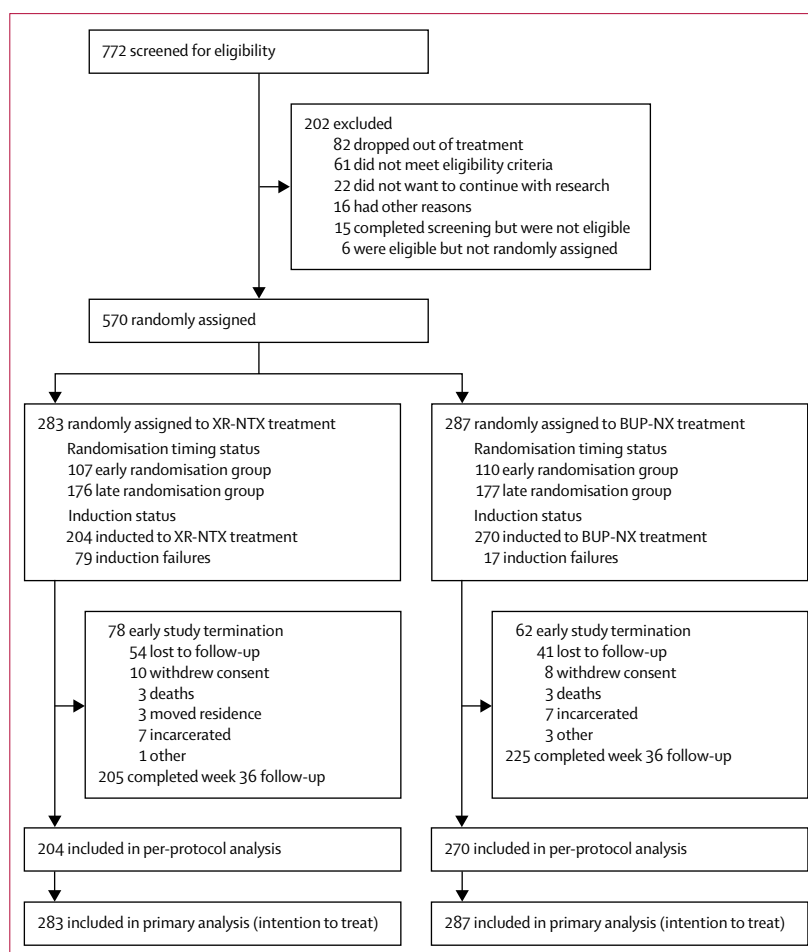 772 screened for eligibility
202 excluded
82 dropped out of treatment
61 did not meet eligibility criteria
22 did not want to continue with research
16 had other reasons
15 completed screening but were not eligible
6 were eligible but not randomly assigned
570 randomly assigned
283 randomly assigned to XR-NTX treatment
Randomisation timing status
107 early randomisation group
176 late randomisation group
Induction status
204 inducted to XR-NTX treatment
79 induction failures
287 randomly assigned to BUP-NX treatment
Randomisation timing status
110 early randomisation group
177 late randomisation group
Induction status
270 inducted to BUP-NX treatment
17 induction failures
78 early study termination
54 lost to follow-up
10 withdrew consent
3 deaths
3 moved residence
7 incarcerated
1 other
205 completed week 36 follow-up
62 early study termination
41 lost to follow-up
8 withdrew consent
3 deaths
7 incarcerated
3 other
225 completed week 36 follow-up
204 included in per-protocol analysis
270 included in per-protocol analysis
283 included in primary analysis (intention to treat)
287 included in primary analysis (intention to treat)